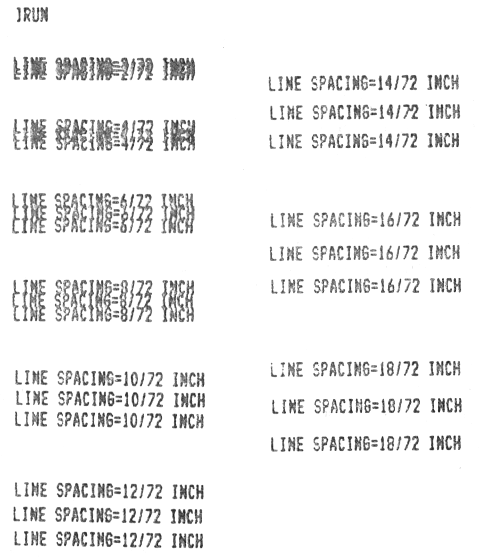 ]RUN
LINE SPACING=2/72 INCH
LINE SPACING=4/72 INCH
LINE SPACING=4/72 INCH
LINE SPACING=6/72 INCH
LINE SPACING=6/72 INCH
LINE SPACING=6/72 INCH
LINE SPACING=8/72 INCH
LINE SPACING=8/72 INCH
LINE SPACING=8/72 INCH
LINE SPACING=10/72 INCH
LINE SPACING=10/72 INCH
LINE SPACING=10/72 INCH
LINE SPACING=12/72 INCH
LINE SPACING=12/72 INCH
LINE SPACING=12/72 INCH
LINE SPACING=14/72 INCH
LINE SPACING=14/72 INCH
LINE SPACING=14/72 INCH
LINE SPACING=16/72 INCH
LINE SPACING=16/72 INCH
LINE SPACING=16/72 INCH
LINE SPACING=18/72 INCH
LINE SPACING=18/72 INCH
LINE SPACING=18/72 INCH